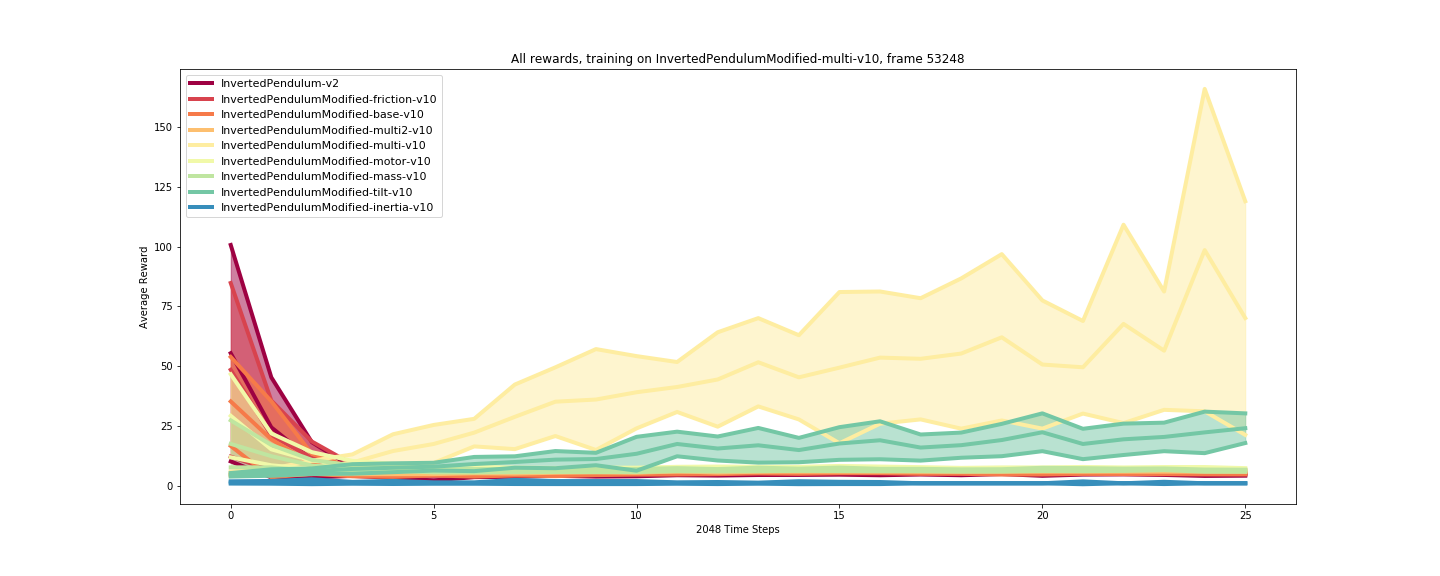 All rewards, training on InvertedPendulumModified-multi-v10, frame 53248
InvertedPendulum-v2
InvertedPendulumModified-friction-v10
InvertedPendulumModified-base-v10
InvertedPendulumModified-multi2-v10
InvertedPendulumModified-multi-v10
InvertedPendulumModified-motor-v10
InvertedPendulumModified-mass-v10
InvertedPendulumModified-tilt-v10
InvertedPendulumModified-inertia-v10
Average Reward
150
125
100
75
50
25
0
0 5 10 15 20 25
2048 Time Steps